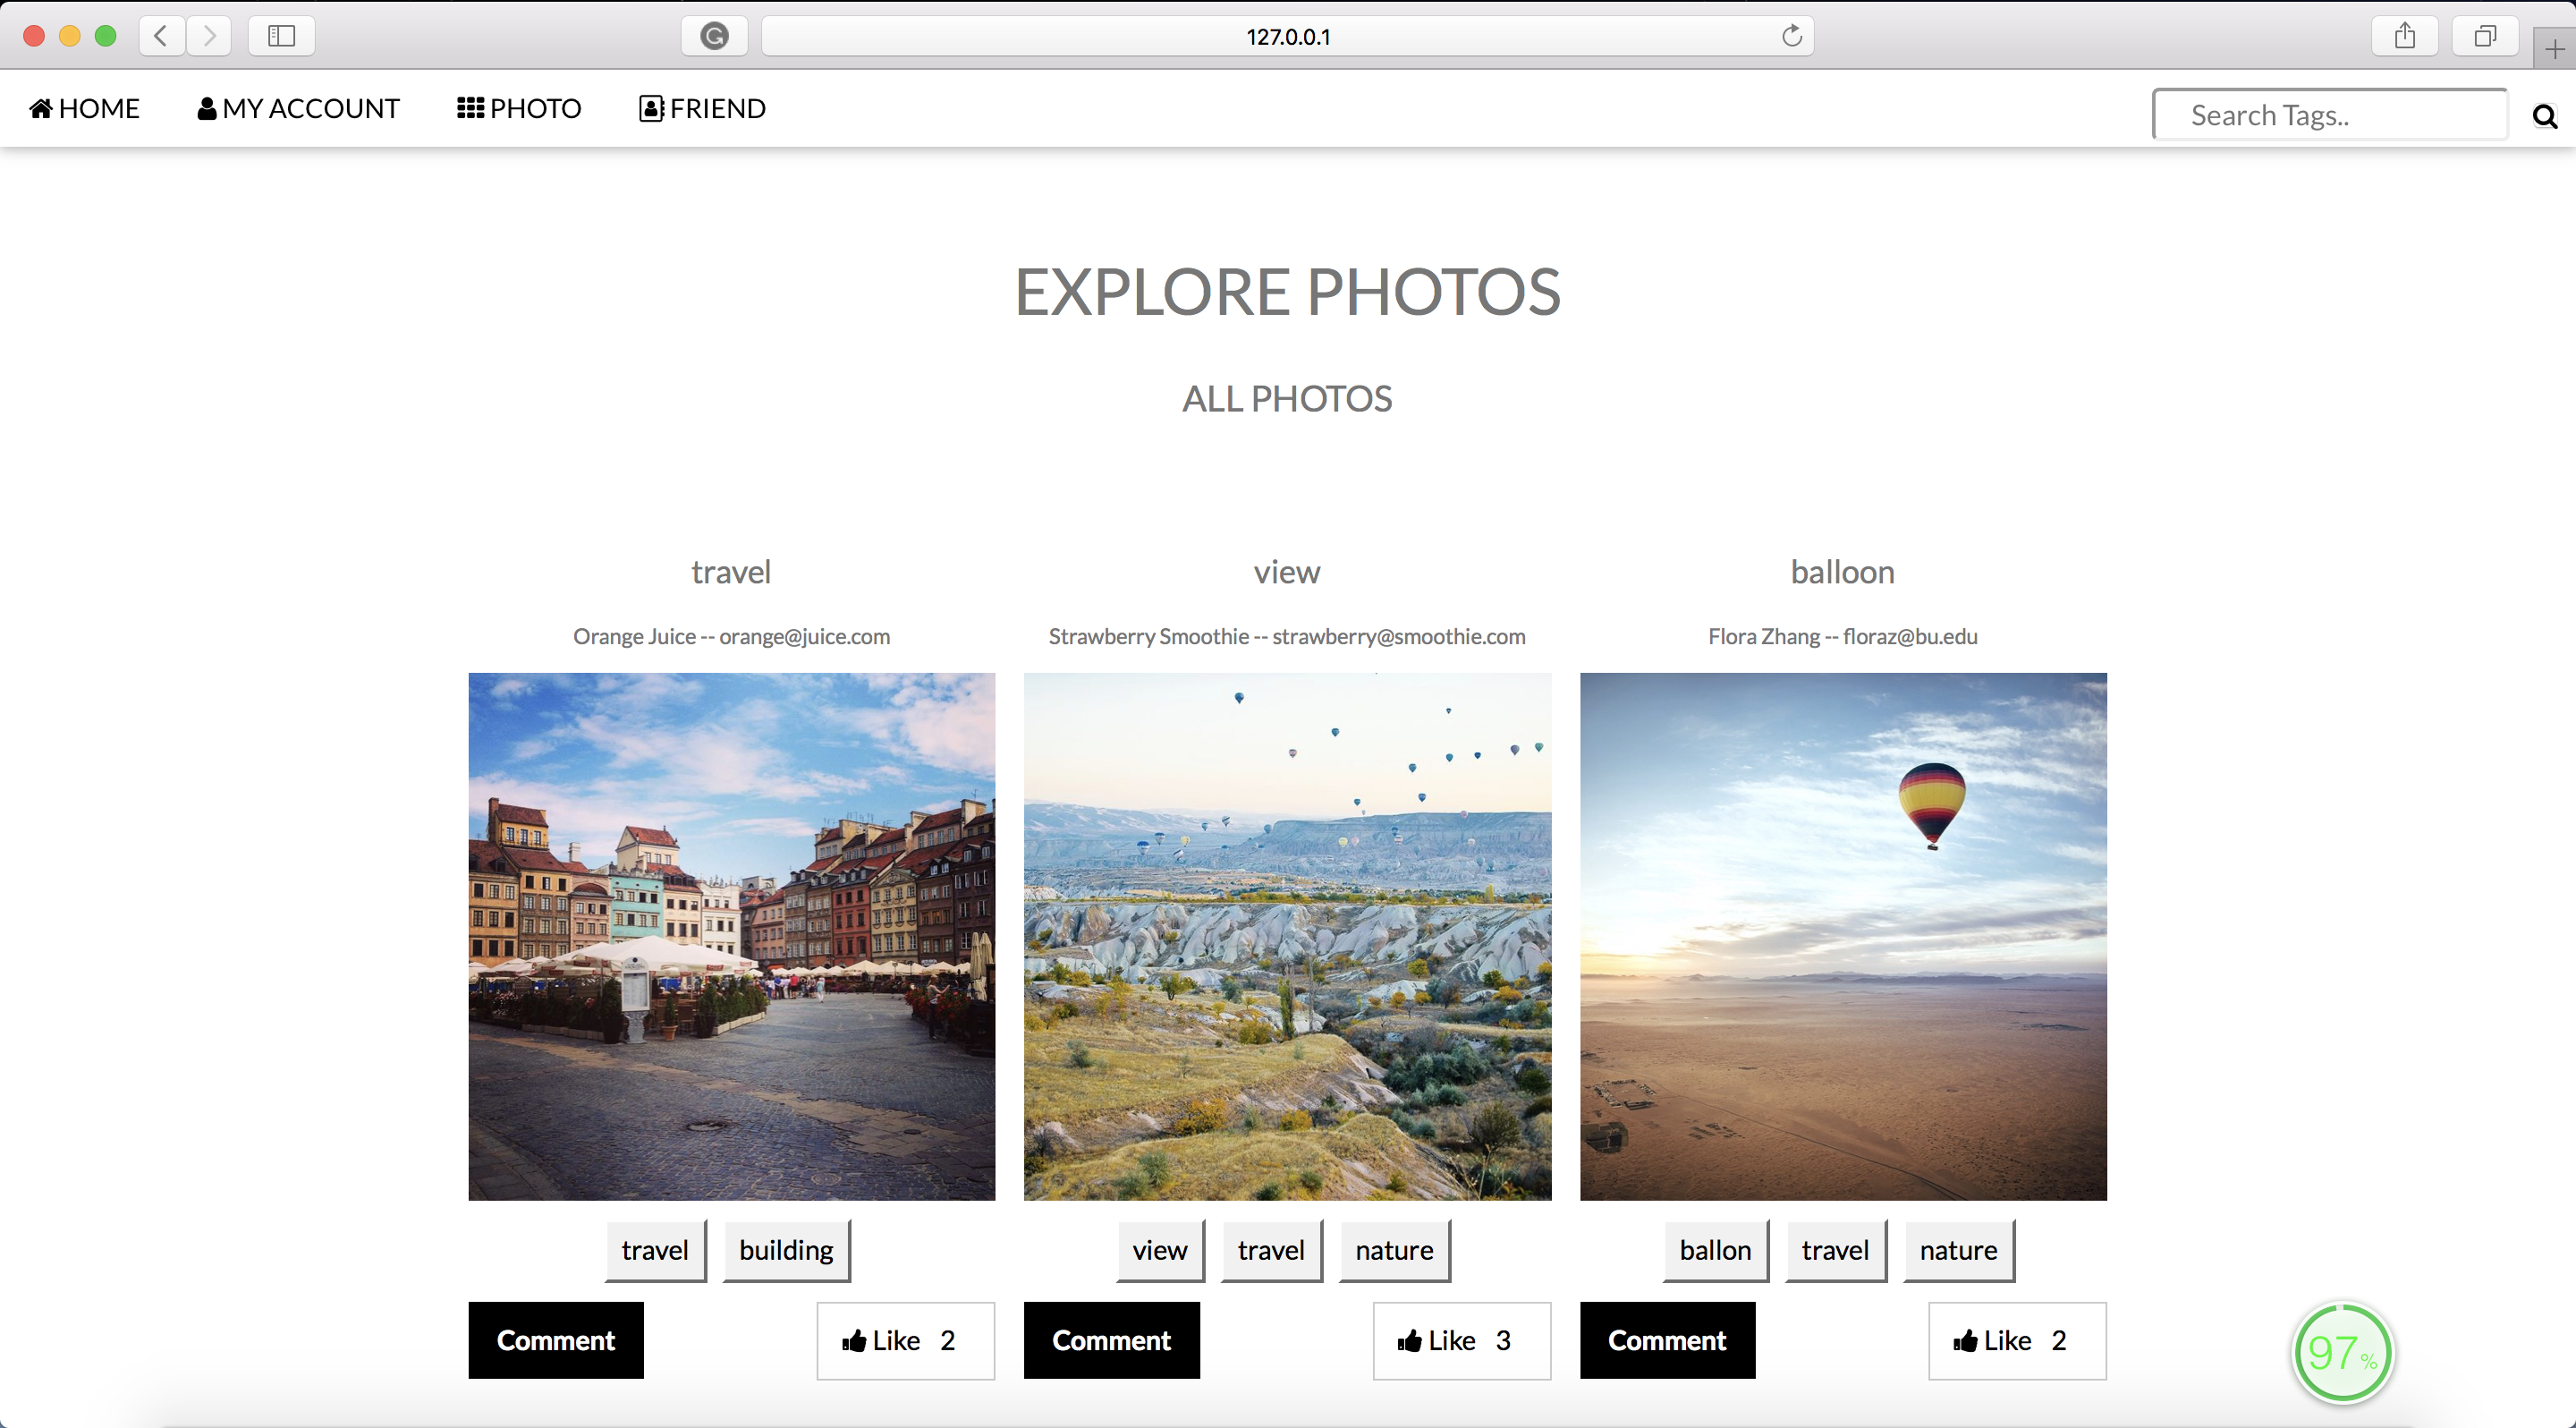 127.0.0.1
HOME MY ACCOUNT PHOTO FRIEND Search Tags..
EXPLORE PHOTOS
ALL PHOTOS
travel view balloon
Orange Juice -- orange@juice.com Strawberry Smoothie -- strawberry@smoothie.com Flora Zhang -- floraz@bu.edu
travel building view travel nature ballon travel nature
Comment Like 2 Comment Like 3 Comment Like 2
97%